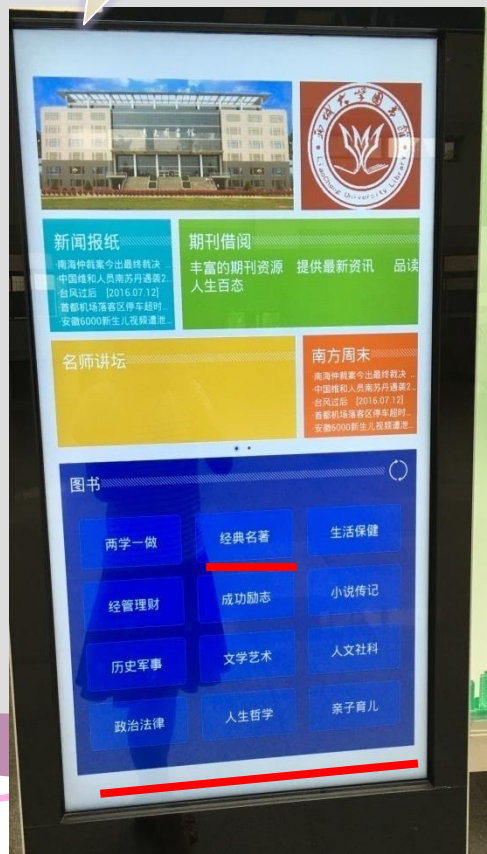 聊城大学图书馆
LiaoCheng University Library
新闻报纸
·南海仲裁案今出最终裁决 ...
·中国维和人员南苏丹遇袭2...
·台风过后 [2016.07.12]
·首都机场落客区停车超时...
·安徽6000新生儿视频遭泄...
期刊借阅
丰富的期刊资源 提供最新资讯 品读
人生百态
名师讲坛
南方周末
·南海仲裁案今出最终裁决 ...
·中国维和人员南苏丹遇袭2...
·台风过后 [2016.07.12]
·首都机场落客区停车超时...
·安徽6000新生儿视频遭泄...
图书
两学一做
经典名著
生活保健
经管理财
成功励志
小说传记
历史军事
文学艺术
人文社科
政治法律
人生哲学
亲子育儿